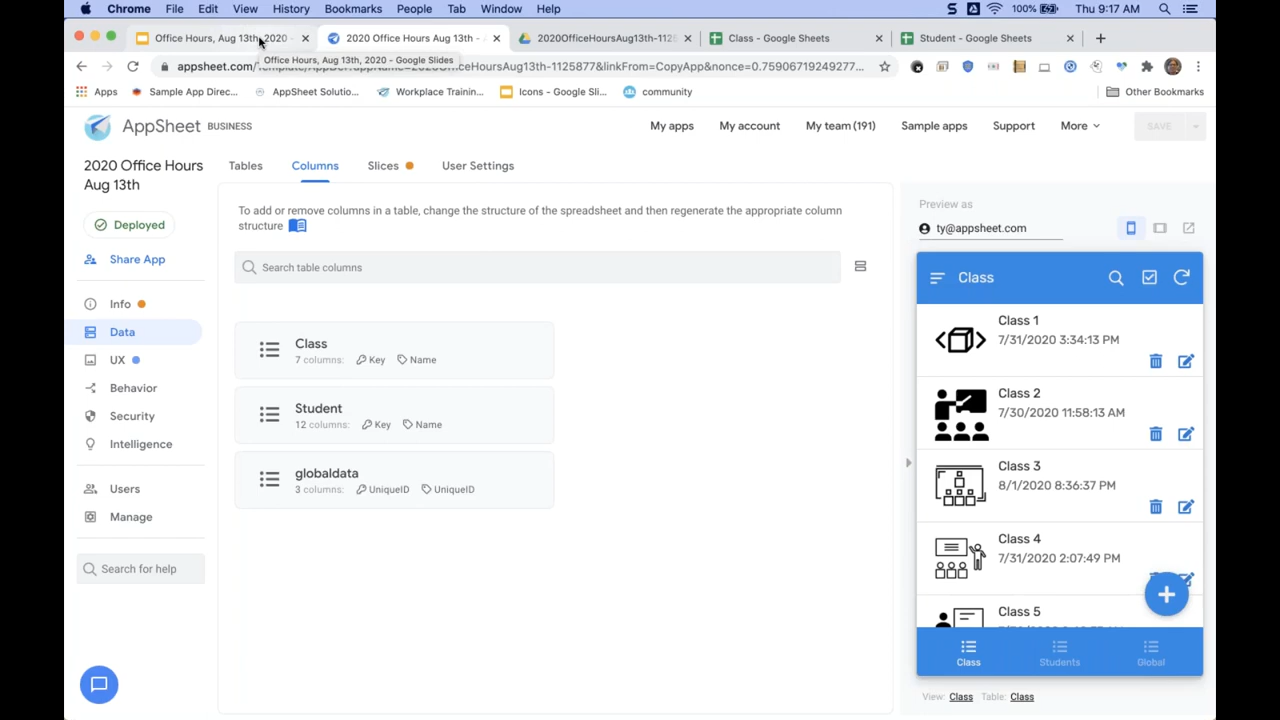 Chrome File Edit View History Bookmarks People Tab Window Help 100% Thu 9:17 AM
Office Hours, Aug 13th, 2020 - 2020 Office Hours Aug 13th - 2020OfficeHoursAug13th-1125 Class - Google Sheets Student - Google Sheets
Office Hours, Aug 13th, 2020 - Google Slides
Apps Sample App Direc... AppSheet Solutio... Workplace Trainin... Icons - Google Sli... community Other Bookmarks
AppSheet BUSINESS My apps My account My team (191) Sample apps Support More SAVE
2020 Office Hours
Aug 13th
Tables Columns Slices User Settings
Deployed
Share App
Info
Data
UX
Behavior
Security
Intelligence
Users
Manage
Search for help
To add or remove columns in a table, change the structure of the spreadsheet and then regenerate the appropriate column
structure
Search table columns
Class
7 columns: Key Name
Student
12 columns: Key Name
globaldata
3 columns: UniqueID UniqueID
Preview as
ty@appsheet.com
Class
Class 1
7/31/2020 3:34:13 PM
Class 2
7/30/2020 11:58:13 AM
Class 3
8/1/2020 8:36:37 PM
Class 4
7/31/2020 2:07:49 PM
Class 5
Class Students Global
View: Class Table: Class